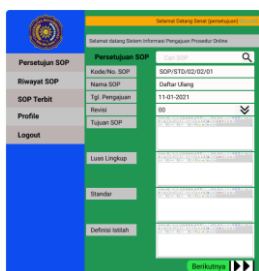 Selamat Datang Senat (persetujuan)
Selamat datang Sistem Informasi Pengajuan Prosedur Online
Persetujun SOP
Riwayat SOP
SOP Terbit
Profile
Logout
Persetujuan SOP
Cari SOP
Kode/No. SOP SOP/STD/02/02/01
Nama SOP Daftar Ulang
Tgl. Pengajuan 11-01-2021
Revisi 00
Tujuan SOP
Luas Lingkup
Standar
Definisi Istilah
Berikutnya